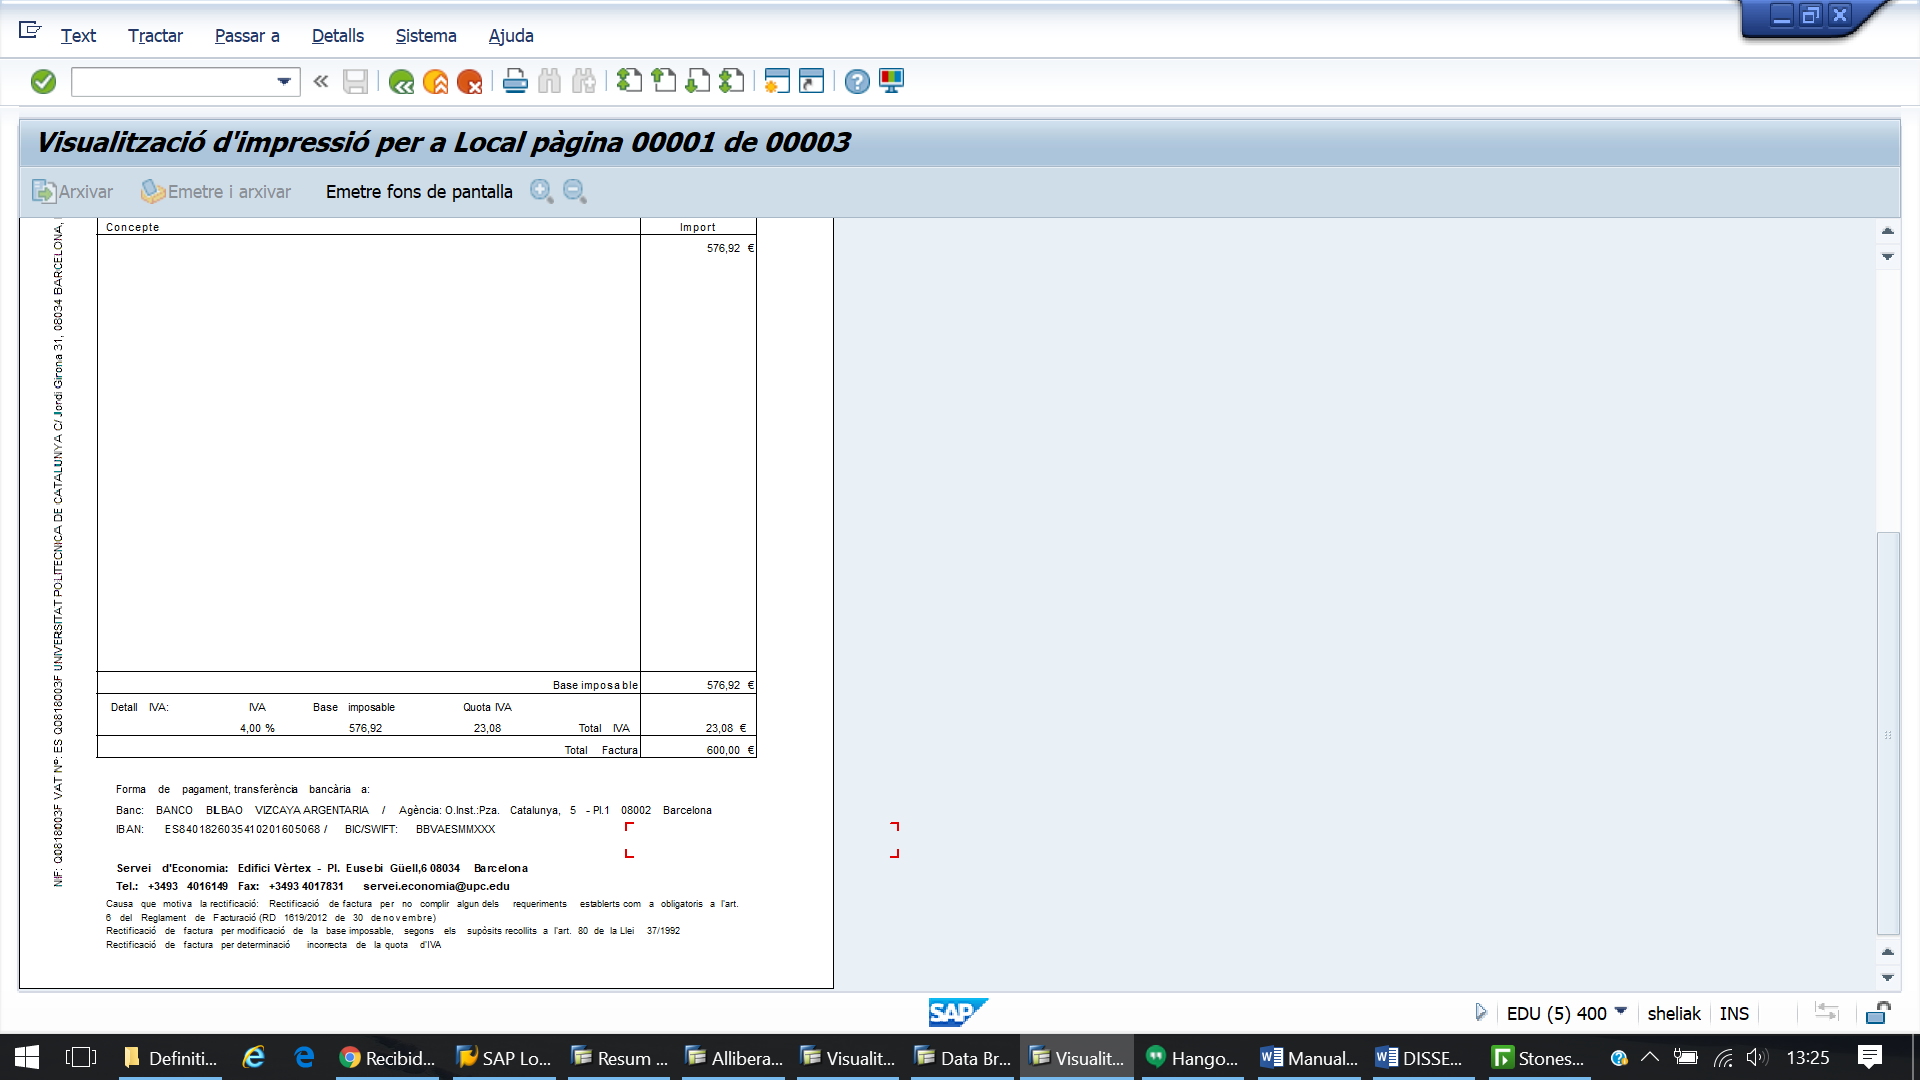 Text Tractar Passar a Detalls Sistema Ajuda
Visualització d'impressió per a Local pàgina 00001 de 00003
Arxivar Emetre i arxivar Emetre fons de pantalla
NIF: Q0818003F VAT Nº: ES Q0818003F UNIVERSITAT POLITECNICA DE CATALUNYA C/ Jordi Girona 31, 08034 BARCELONA,
Concepte Import
576,92 €
Base imposable 576,92 €
Detall IVA: IVA Base imposable Quota IVA
4,00 % 576,92 23,08 Total IVA 23,08 €
Total Factura 600,00 €
Forma de pagament, transferència bancària a:
Banc: BANCO BILBAO VIZCAYA ARGENTARIA / Agència: O.Inst.:Pza. Catalunya, 5 - Pl.1 08002 Barcelona
IBAN: ES8401826035410201605068 / BIC/SWIFT: BBVAESMMXXX
Servei d'Economia: Edifici Vèrtex - Pl. Eusebi Güell,6 08034 Barcelona
Tel.: +3493 4016149 Fax: +3493 4017831 servei.economia@upc.edu
Causa que motiva la rectificació: Rectificació de factura per no complir algun dels requeriments establerts com a obligatoris a l'art.
6 del Reglament de Facturació (RD 1619/2012 de 30 de novembre)
Rectificació de factura per modificació de la base imposable, segons els supòsits recollits a l'art. 80 de la Llei 37/1992
Rectificació de factura per determinació incorrecta de la quota d'IVA
SAP
EDU (5) 400 sheliak INS
Definiti... Recibid... SAP Lo... Resum ... Allibera... Visualit... Data Br... Visualit... Hango... Manual... DISSE... Stones... 13:25